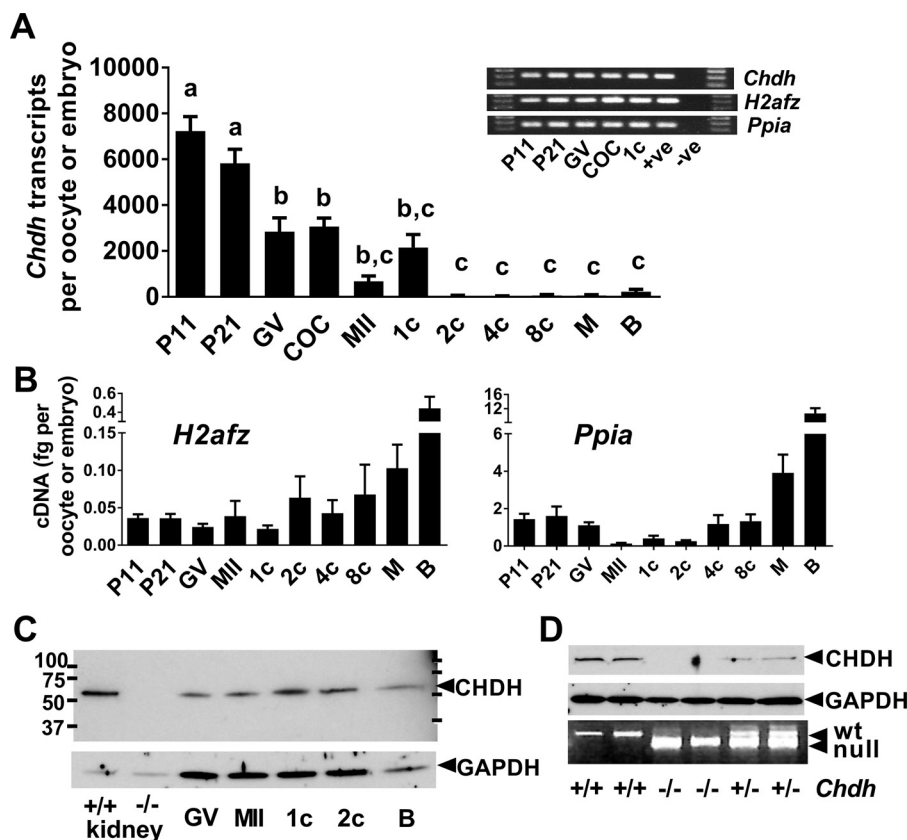 A
Chdh transcripts
per oocyte or embryo
10000
8000
6000
4000
2000
0
a
a
b
b
b,c
b,c
c
c
c
c
c
P11
P21
GV
COC
MII
1c
2c
4c
8c
M
B
Chdh
H2afz
Ppia
P11
P21
GV
COC
1c
+ve
-ve
B
cDNA (fg per
oocyte or embryo)
0.6
0.4
0.15
0.10
0.05
0.00
H2afz
P11
P21
GV
MII
1c
2c
4c
8c
M
B
16
12
8
6
4
2
0
Ppia
P11
P21
GV
MII
1c
2c
4c
8c
M
B
C
100
75
50
37
CHDH
GAPDH
+/+ -/- GV MII 1c 2c B
kidney
D
CHDH
GAPDH
wt
null
+/+ +/+ -/- -/- +/- +/- Chdh